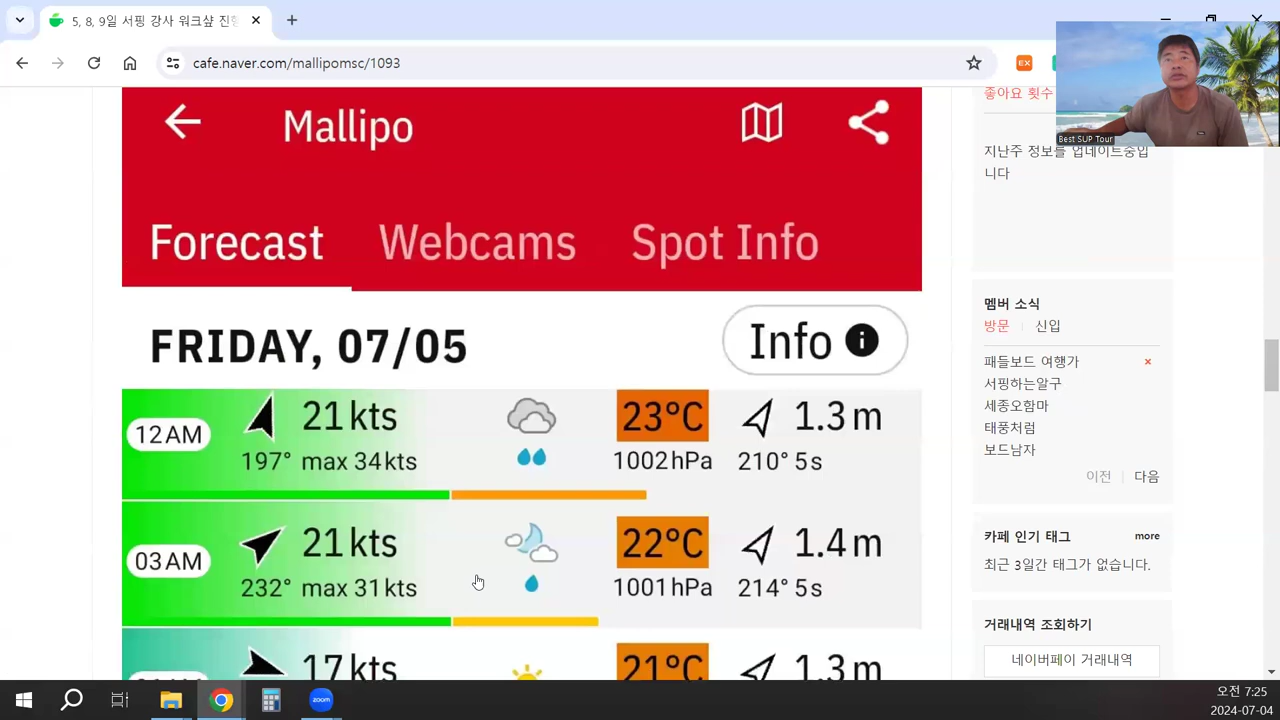 5, 8, 9일 서핑 강사 워크샾 진행
cafe.naver.com/mallipomsc/1093
EX
좋아요 횟수
Best SUP Tour
지난주 정보를 업데이트중입
니다
Mallipo
Forecast Webcams Spot Info
FRIDAY, 07/05 Info
12AM 21 kts 23°C 1.3 m
197° max 34kts 1002hPa 210° 5s
03AM 21 kts 22°C 1.4 m
232° max 31kts 1001hPa 214° 5s
17 kts 21°C 1.3 m
멤버 소식
방문 신입
패들보드 여행가
서핑하는알구
세종오함마
태풍처럼
보드남자
이전 다음
카페 인기 태그 more
최근 3일간 태그가 없습니다.
거래내역 조회하기
네이버페이 거래내역
zoom
오전 7:25
2024-07-04